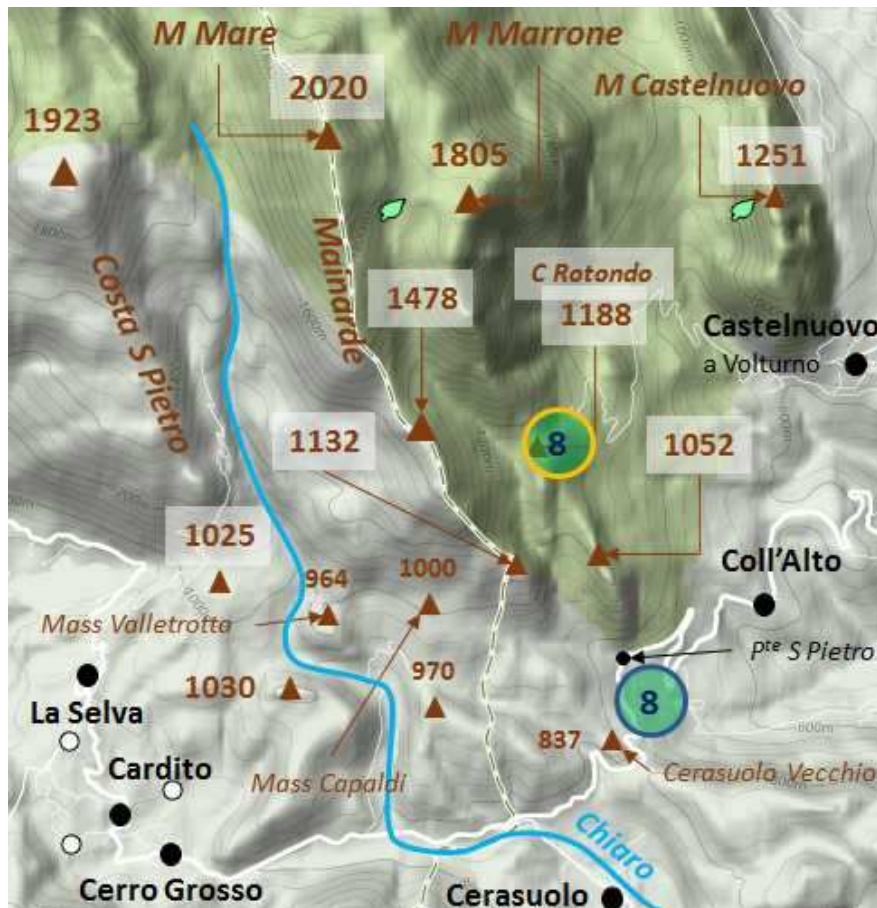 M Mare
M Marrone
2020
M Castelnuovo
1923
1805
1251
Costa S Pietro
Mainarde
C Rotondo
1478
1188
Castelnuovo
a Volturno
1132
8
1052
1025
964
1000
Coll'Alto
Mass Valletrotta
970
Pte S Pietro
1030
8
La Selva
837
Cardito
Mass Capaldi
Cerasuolo Vecchio
Chiaro
Cerro Grosso
Cerasuolo